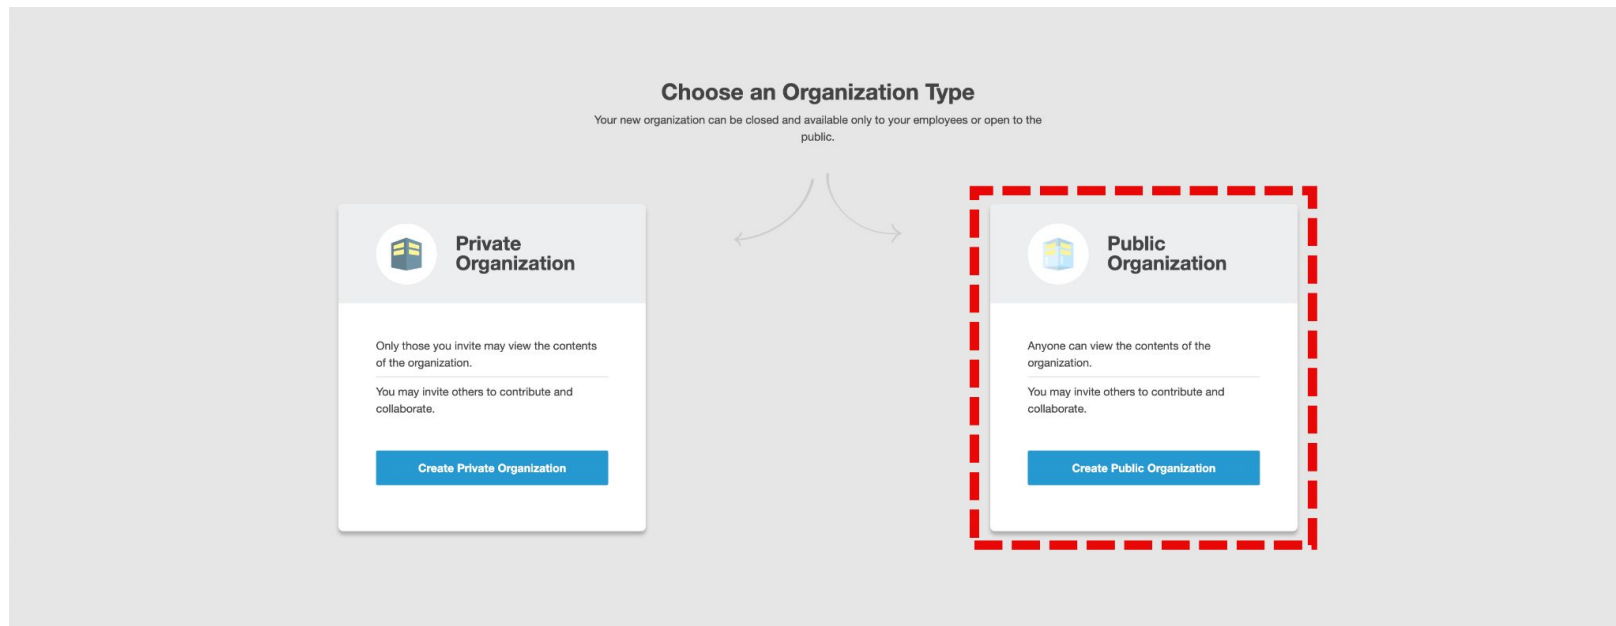 Choose an Organization Type
Your new organization can be closed and available only to your employees or open to the
public.
Private
Organization
Only those you invite may view the contents
of the organization.
You may invite others to contribute and
collaborate.
Create Private Organization
Public
Organization
Anyone can view the contents of the
organization.
You may invite others to contribute and
collaborate.
Create Public Organization